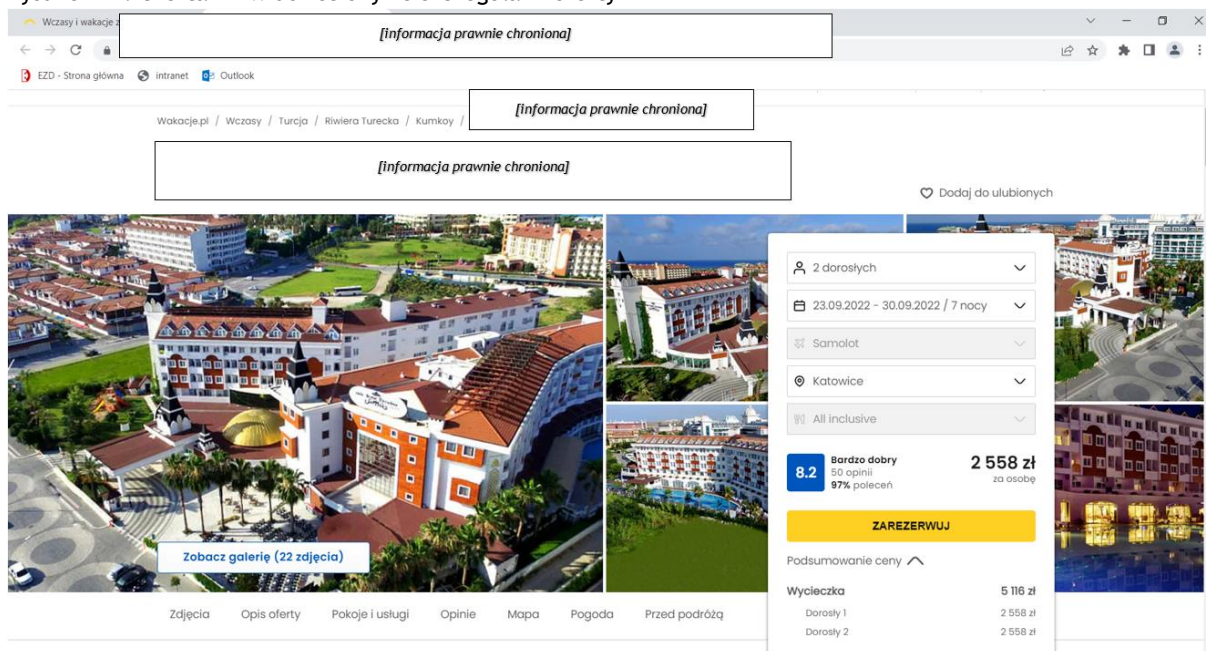 Wczasy i wakacje z
[informacja prawnie chroniona]
EZD - Strona główna intranet Outlook
Wakacje.pl / Wczasy / Turcja / Riwiera Turecka / Kumkoy /
[informacja prawnie chroniona]
[informacja prawnie chroniona]
Dodaj do ulubionych
2 dorosłych
23.09.2022 - 30.09.2022 / 7 nocy
Samolot
Katowice
All inclusive
8.2
Bardzo dobry
50 opinii
97% poleceń
2 558 zł
za osobę
ZAREZERWUJ
Zobacz galerię (22 zdjęcia)
Podsumowanie ceny
Wycieczka 5 116 zł
Dorosły 1 2 558 zł
Dorosły 2 2 558 zł
Zdjęcia Opis oferty Pokoje i usługi Opinie Mapa Pogoda Przed podróżą